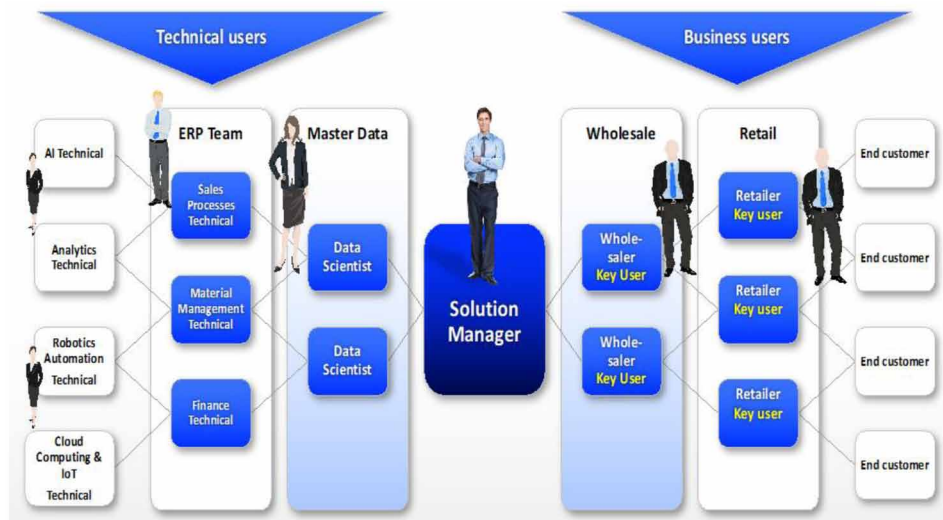 Technical users
Business users
ERP Team
Master Data
Wholesale
Retail
AI Technical
Analytics
Technical
Robotics
Automation
Technical
Cloud
Computing &
IoT
Technical
Sales
Processes
Technical
Material
Management
Technical
Finance
Technical
Data
Scientist
Data
Scientist
Solution
Manager
Whole-
saler
Key User
Whole-
saler
Key User
Retailer
Key user
Retailer
Key user
Retailer
Key user
End customer
End customer
End customer
End customer